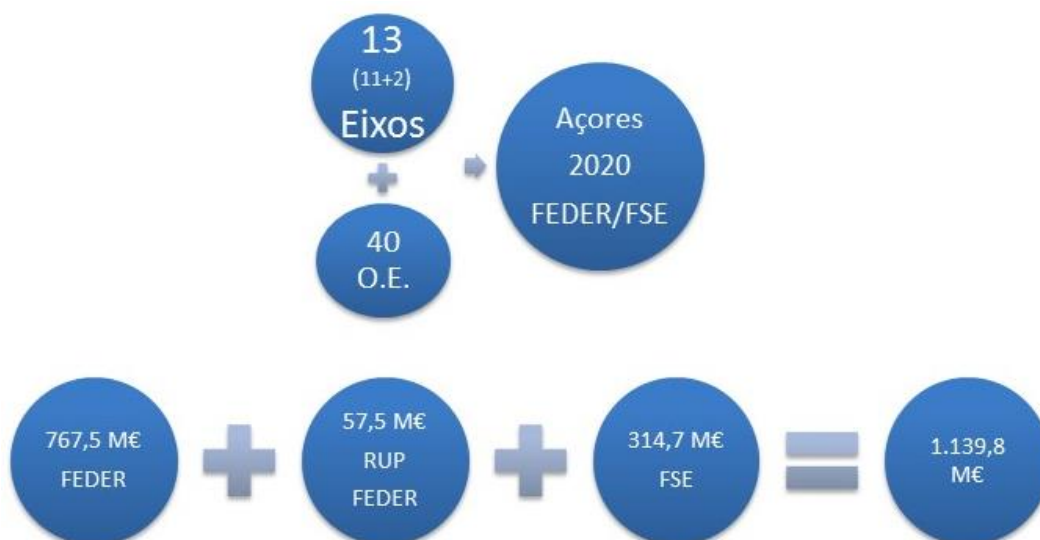 13
(11+2)
Eixos
40
O.E.
Açores
2020
FEDER/FSE
767,5 M€
FEDER
57,5 M€
RUP
FEDER
314,7 M€
FSE
1.139,8
M€